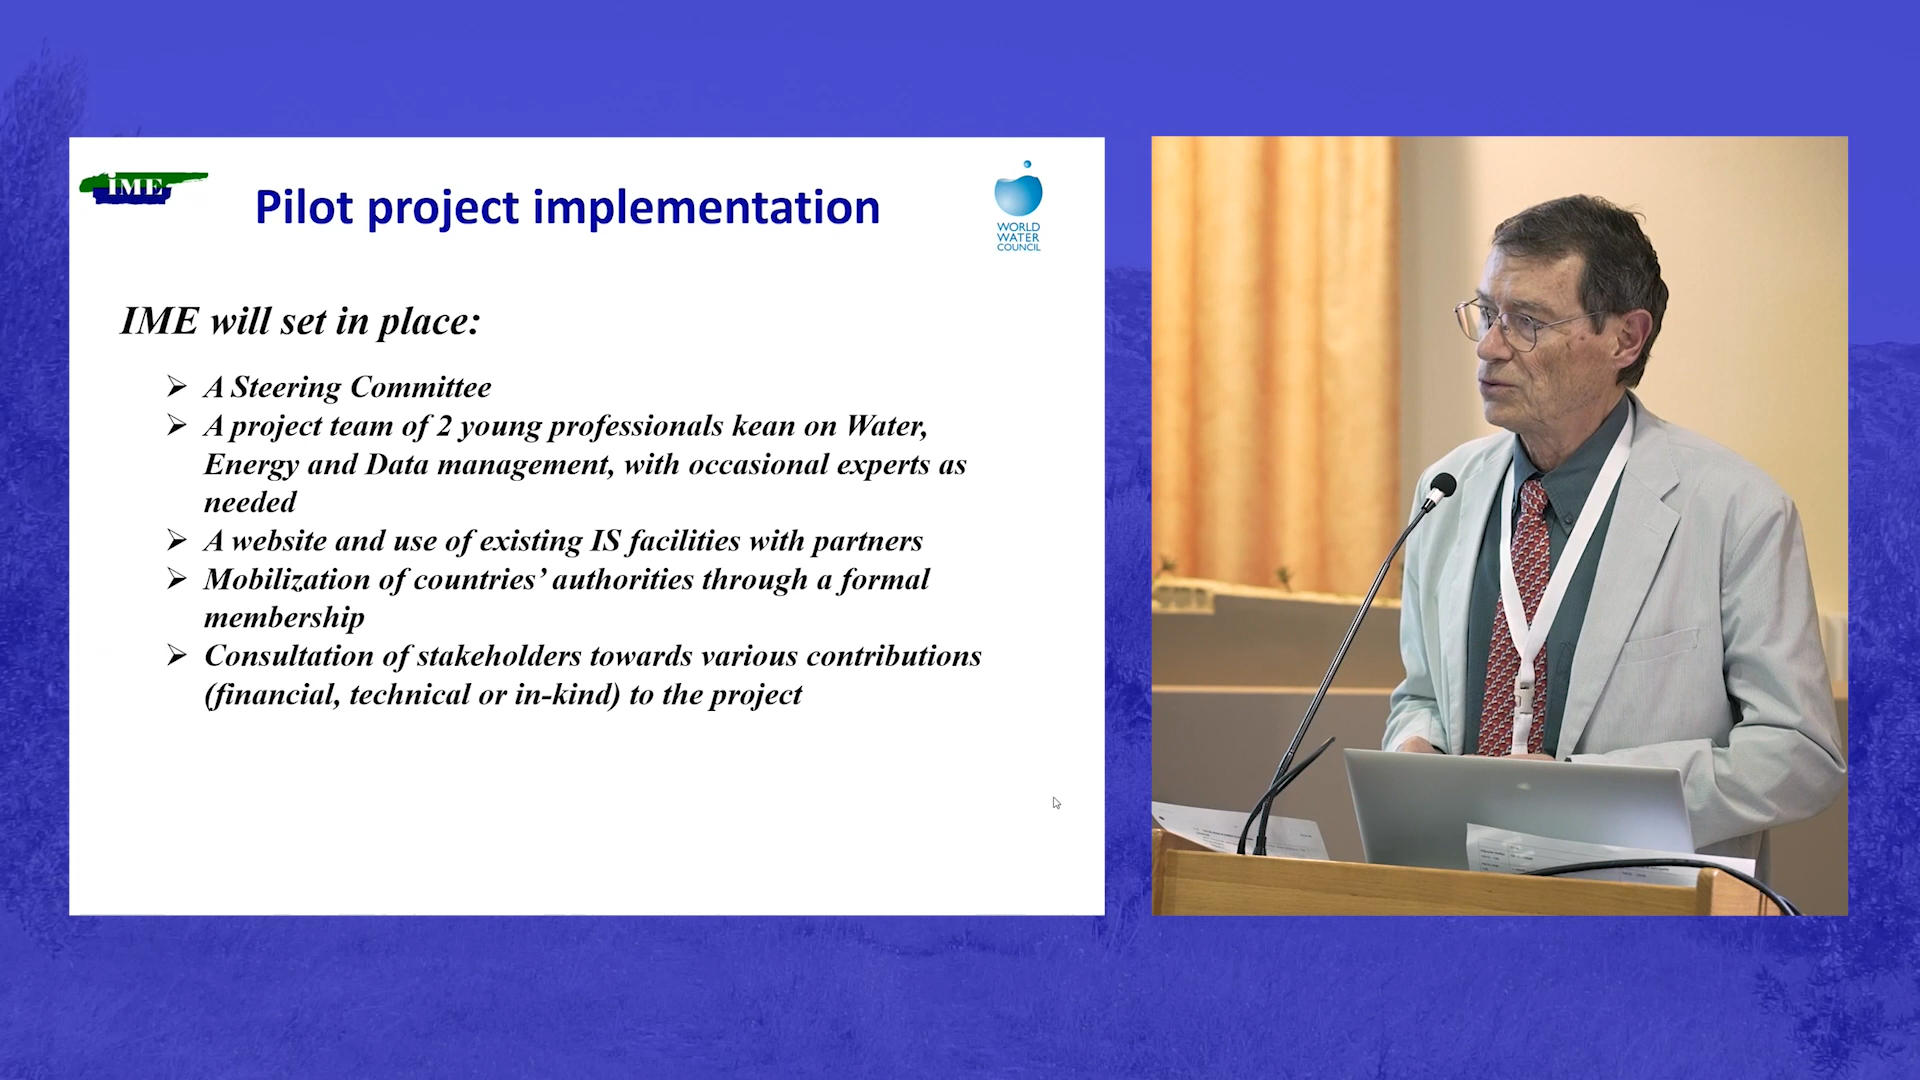 IME
Pilot project implementation
WORLD
WATER
COUNCIL
IME will set in place:
A Steering Committee
A project team of 2 young professionals kean on Water,
Energy and Data management, with occasional experts as
needed
A website and use of existing IS facilities with partners
Mobilization of countries’ authorities through a formal
membership
Consultation of stakeholders towards various contributions
(financial, technical or in-kind) to the project